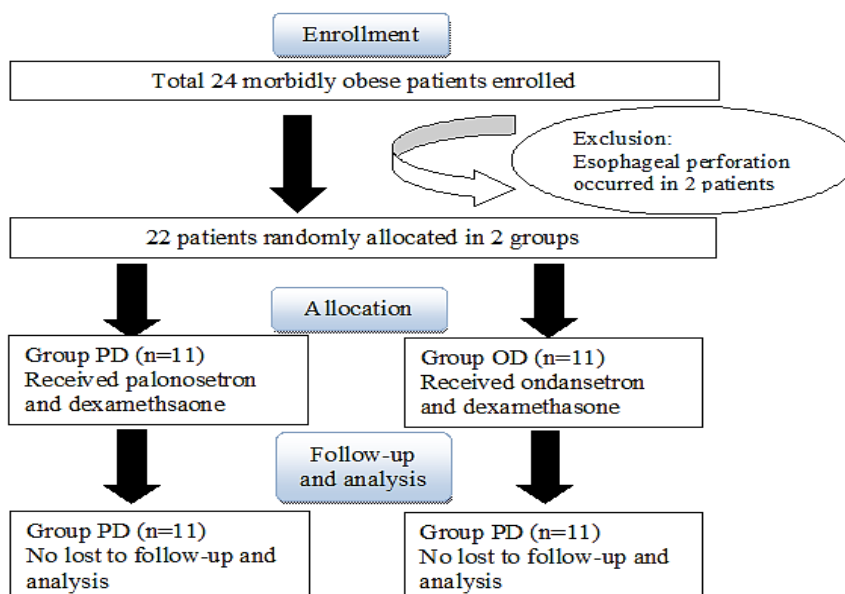 Enrollment
Total 24 morbidly obese patients enrolled
Exclusion:
Esophageal perforation
occurred in 2 patients
22 patients randomly allocated in 2 groups
Allocation
Group PD (n=11)
Received palonosetron
and dexamethsaone
Group OD (n=11)
Received ondansetron
and dexamethasone
Follow-up
and analysis
Group PD (n=11)
No lost to follow-up and
analysis
Group PD (n=11)
No lost to follow-up and
analysis